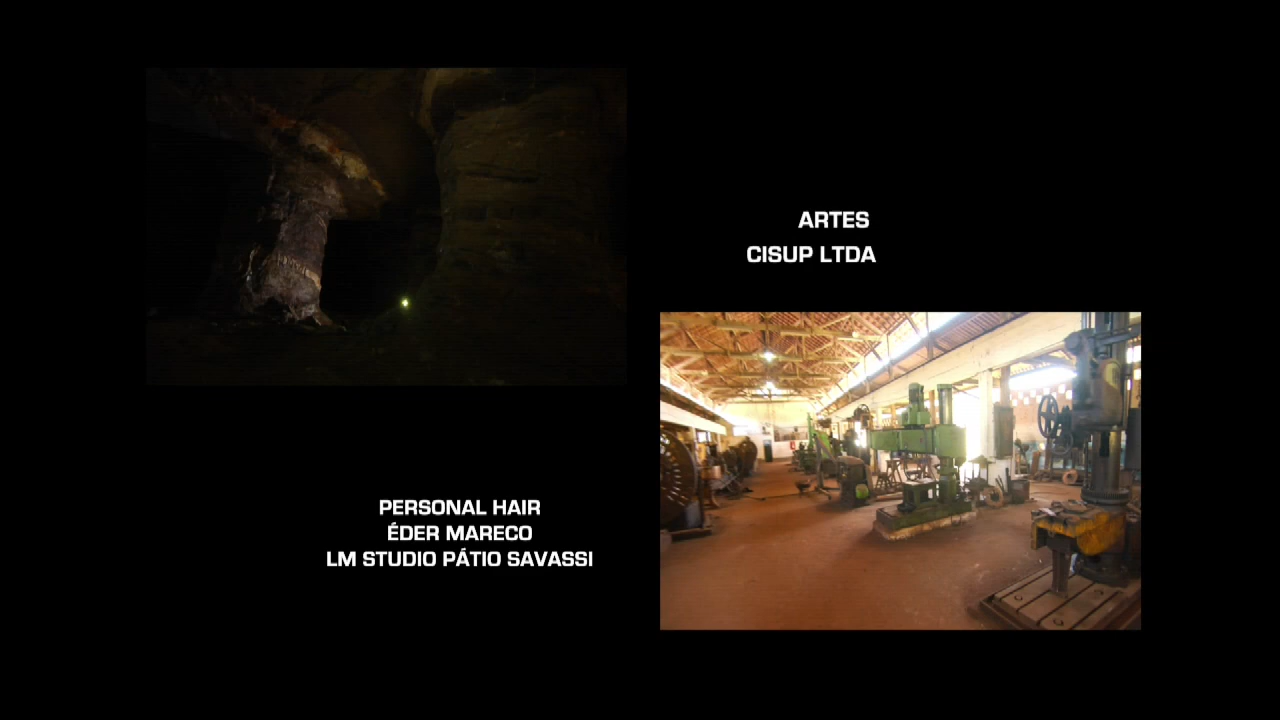 ARTES
CISUP LTDA
PERSONAL HAIR
ÉDER MARECO
LM STUDIO PÁTIO SAVASSI